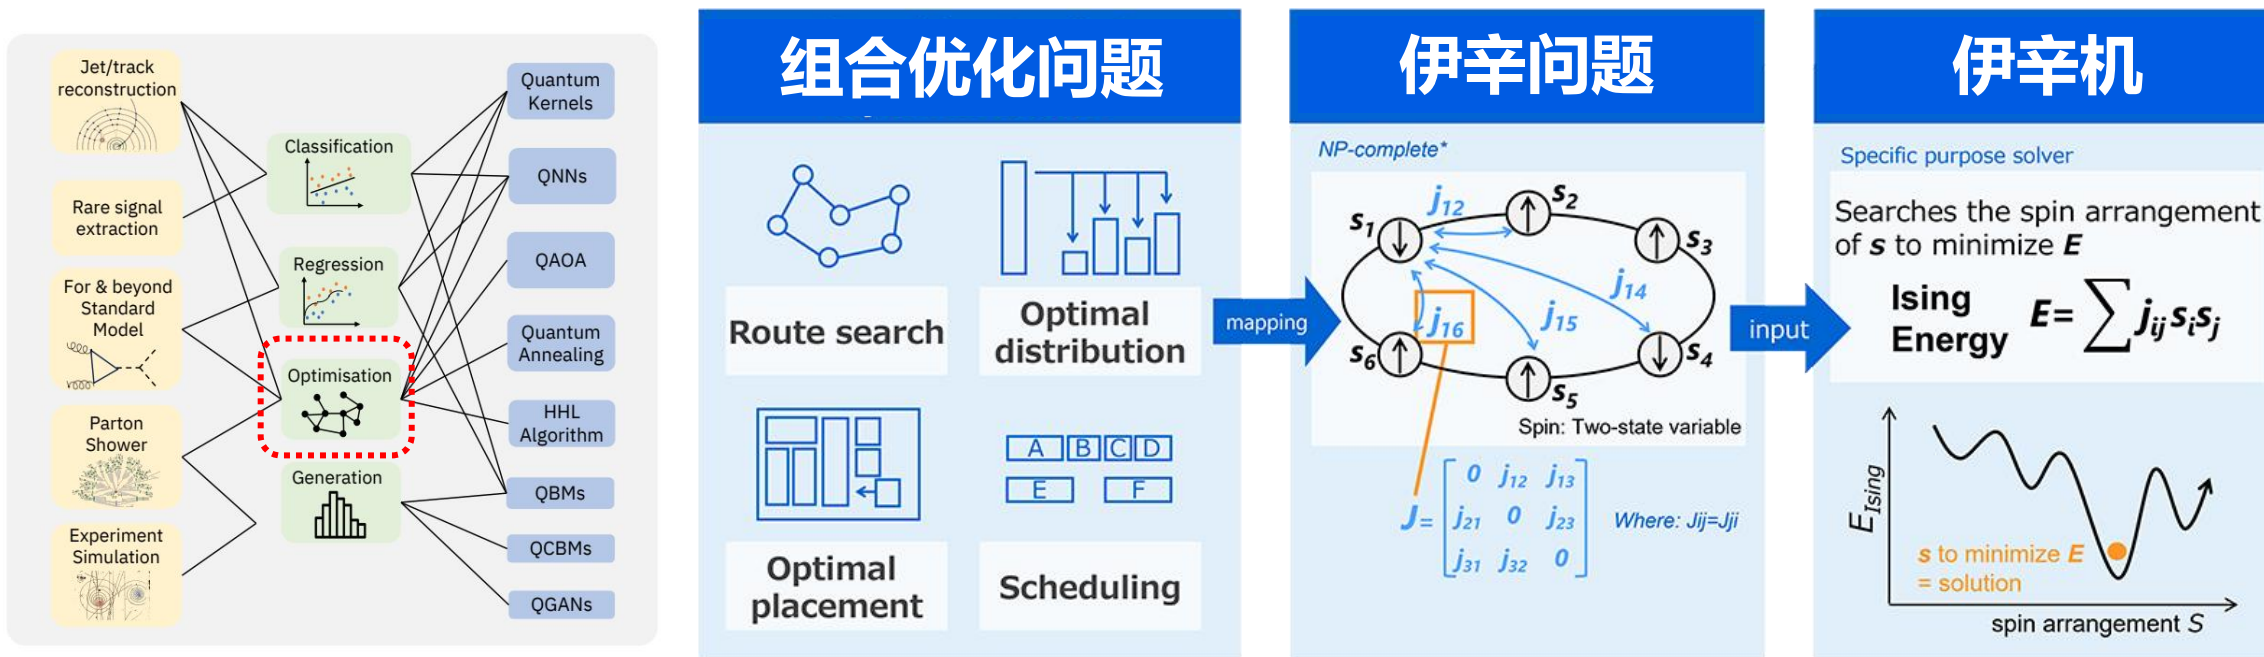 Jet/track
reconstruction
Rare signal
extraction
For & beyond
Standard
Model
Parton
Shower
Experiment
Simulation
Classification
Regression
Optimisation
Generation
Quantum
Kernels
QNNs
QAOA
Quantum
Annealing
HHL
Algorithm
QBMs
QCBMs
QGANs
组合优化问题
Route search
Optimal
distribution
A B C D
E F
Optimal
placement
Scheduling
mapping
伊辛问题
NP-complete*
s1
s2
s3
s4
s5
s6
j12
j14
j15
j16
Spin: Two-state variable
J=
0 j12 j13
j21 0 j23
j31 j32 0
Where: Jij=Jji
input
伊辛机
Specific purpose solver
Searches the spin arrangement
of s to minimize E
Ising
Energy
E= ∑ jij si sj
EIsing
s to minimize E
= solution
spin arrangement S